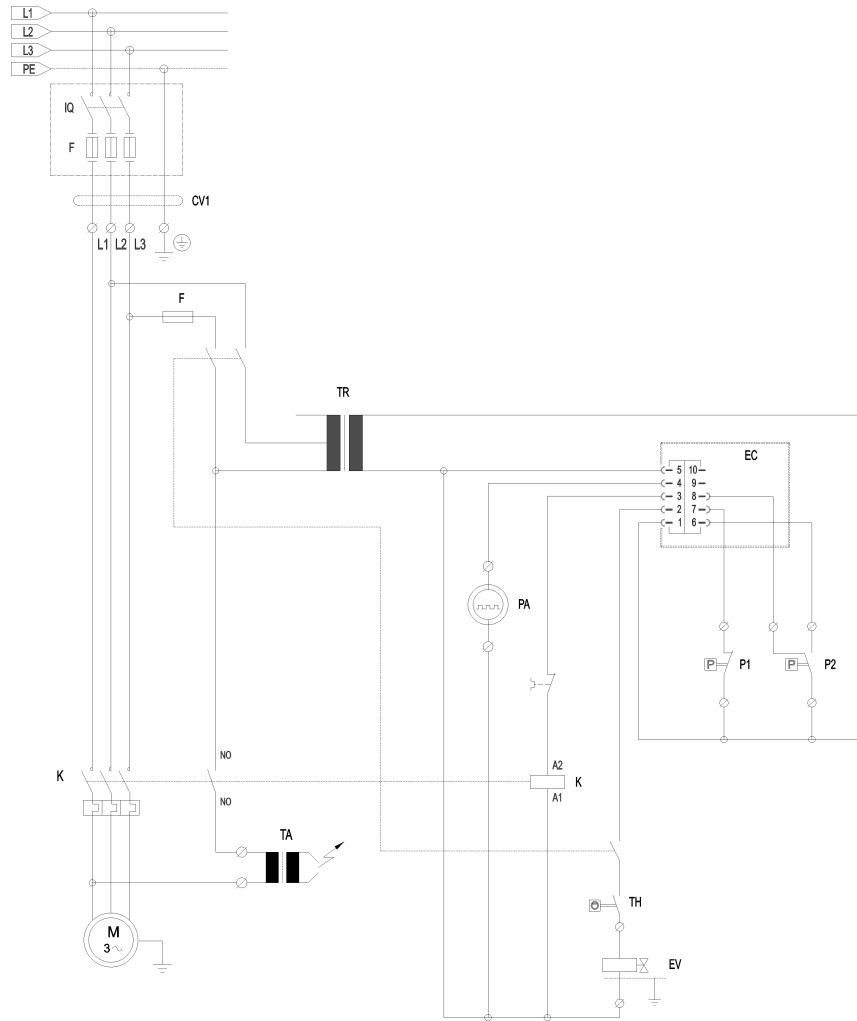 L1
L2
L3
PE
IQ
F
CV1
L1 L2 L3
F
TR
EC
5 10
4 9
3 8
2 7
1 6
PA
P P1
P P2
NO
A2
K
K
A1
NO
TA
TH
M
3~
EV